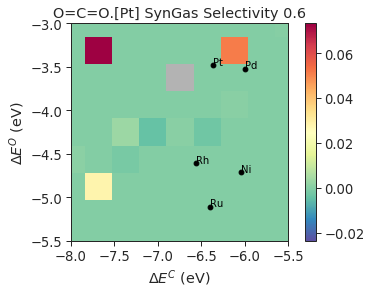 O=C=O.[Pt] SynGas Selectivity 0.6
−3.0
−3.5
−4.0
−4.5
−5.0
−5.5
ΔE^O (eV)
Pt
Pd
Rh
Ni
Ru
−8.0 −7.5 −7.0 −6.5 −6.0 −5.5
ΔE^C (eV)
0.06
0.04
0.02
0.00
−0.02